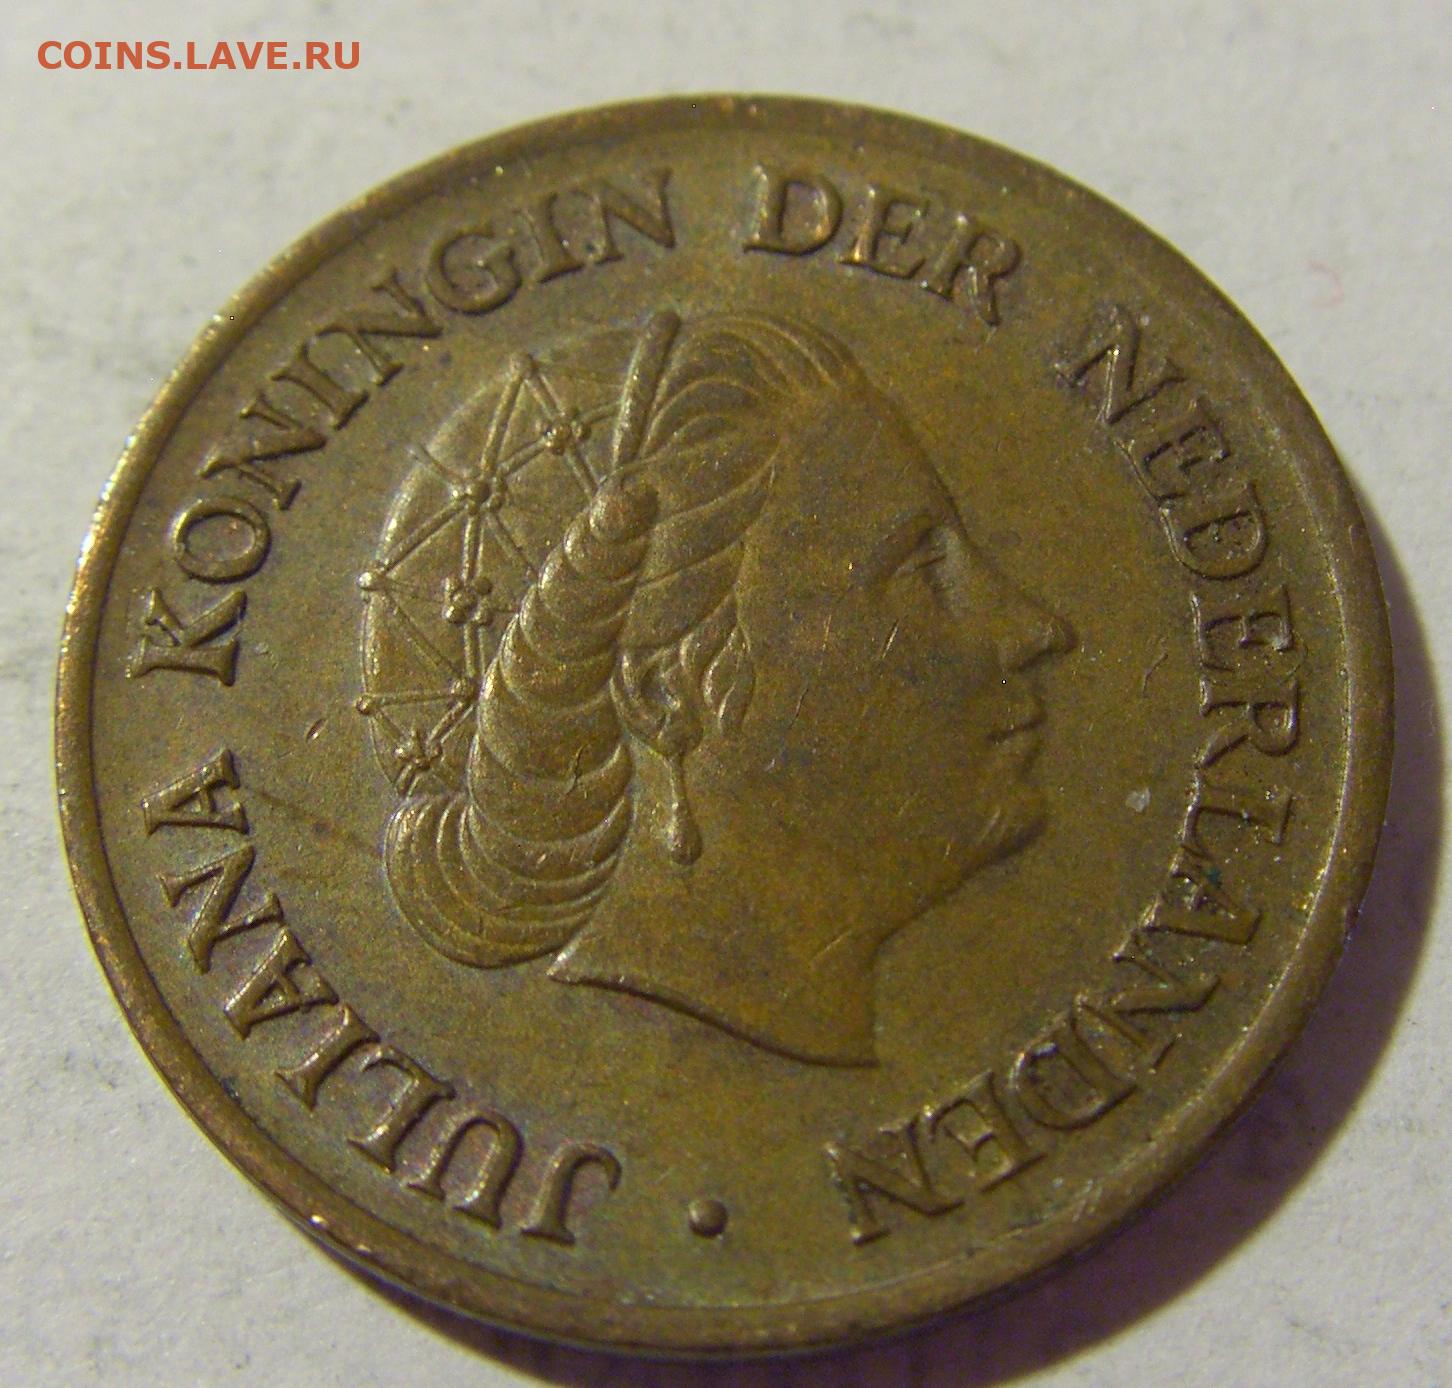 COINS.LAVE.RU
JULIANA KONINGIN DER NEDERLANDEN •